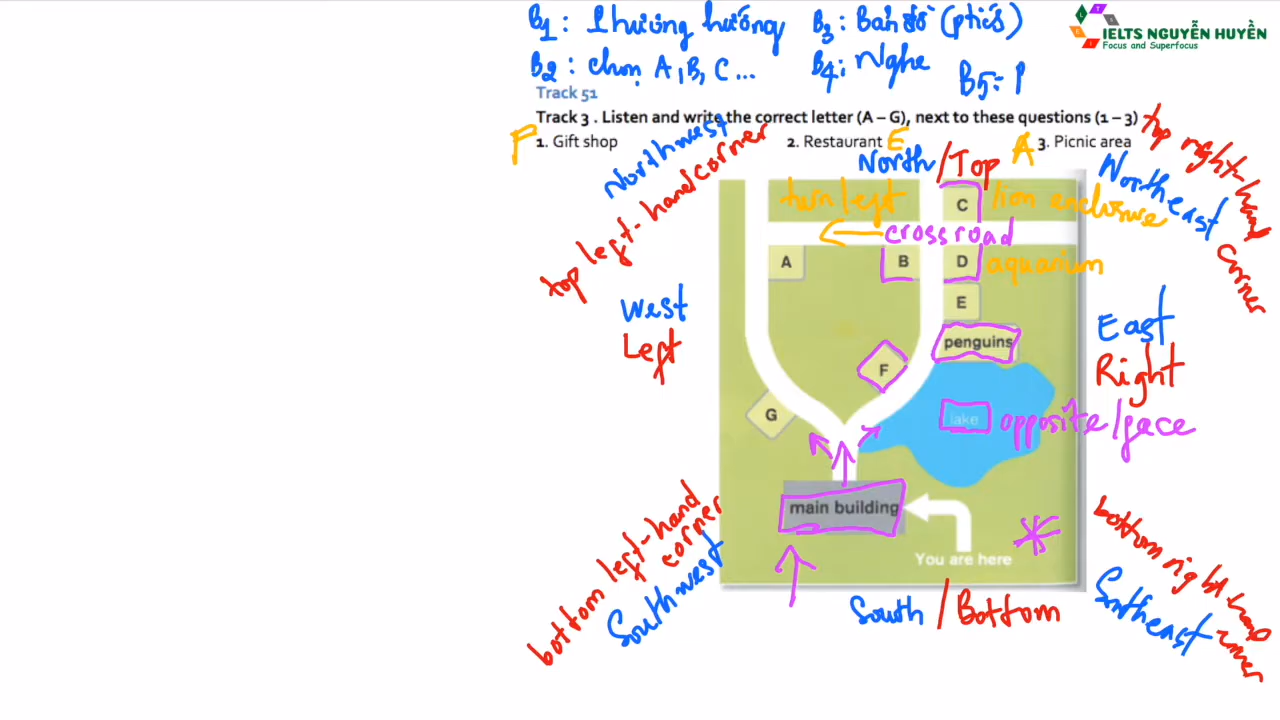 B1: Phương hướng B3: Bản đồ (ptích)
B2: chọn A, B, C... B4: Nghe
B5:
IELTS NGUYỄN HUYỀN
Focus and Superfocus
Track 51
Track 3 . Listen and write the correct letter (A – G), next to these questions (1 – 3)
F 1. Gift shop 2. Restaurant E A 3. Picnic area
Northwest
top left-hand corner
North / Top
Northeast
top right-hand corner
turn left
C lion enclosure
cross road
A B D aquarium
E
West
Left
East
Right
penguins
F
G
lake opposite/face
main building
You are here
bottom left-hand corner
Southwest
South / Bottom
bottom right-hand corner
Southeast